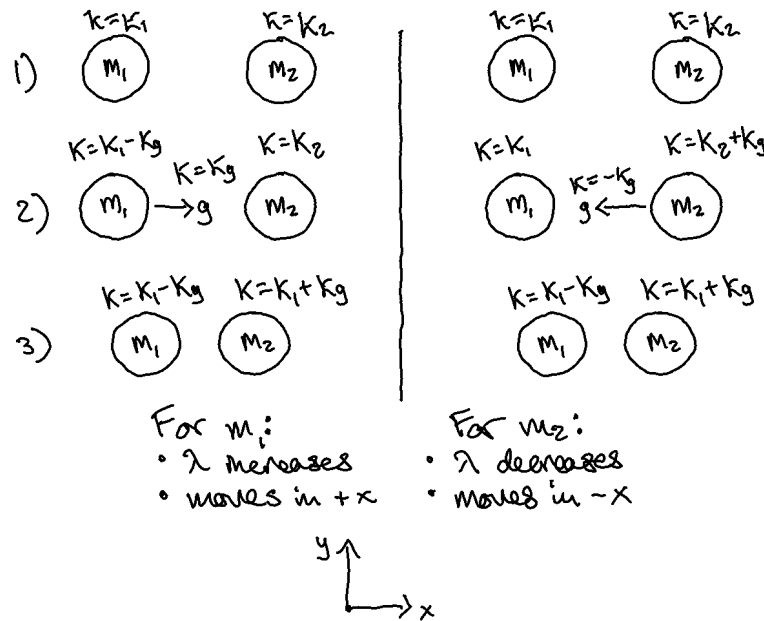 k=k₁ k=k₂ k=k₁ k=k₂
1) m₁ m₂ m₁ m₂
k=k₁-kg k=kg k=k₂ k=k₁ k=-kg k=k₂+kg
2) m₁ → g m₂ m₁ g ← m₂
k=k₁-kg k=k₁+kg k=k₁-kg k=k₁+kg
3) m₁ m₂ m₁ m₂
For m₁: For m₂:
• λ increases • λ decreases
• moves in +x • moves in -x
y
x